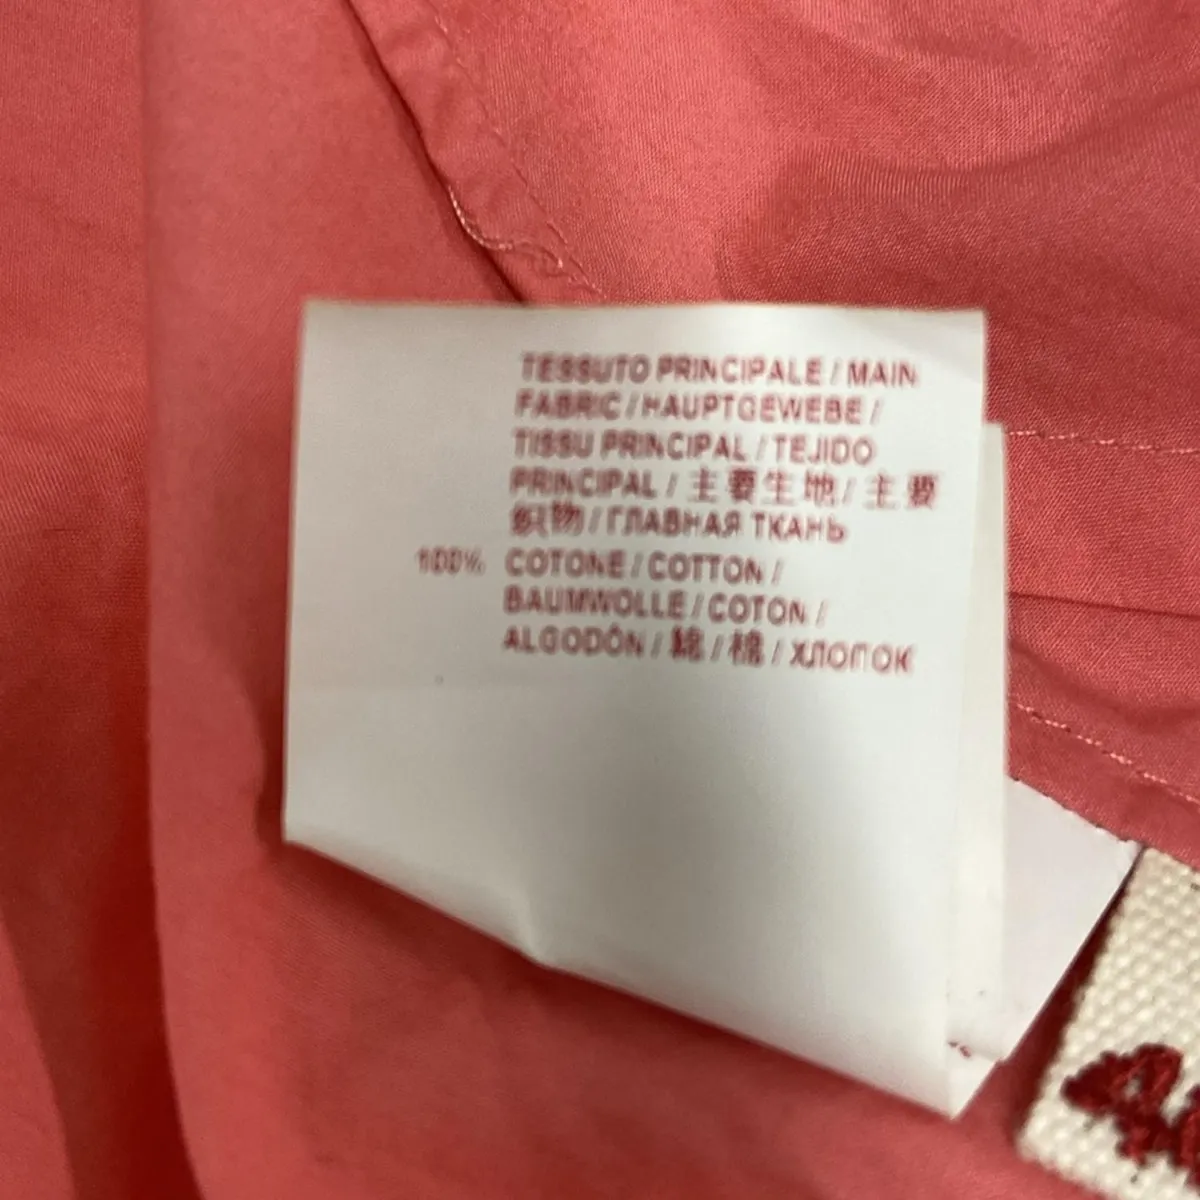 TESSUTO PRINCIPALE / MAIN
FABRIC / HAUPTGEWEBE /
TISSU PRINCIPAL / TEJIDO
PRINCIPAL / 主要生地 / 主要
织物 / ГЛАВНАЯ ТКАНЬ
100% COTONE / COTTON /
BAUMWOLLE / COTON /
ALGODÓN / 綿 / 棉 / ХЛОПОК